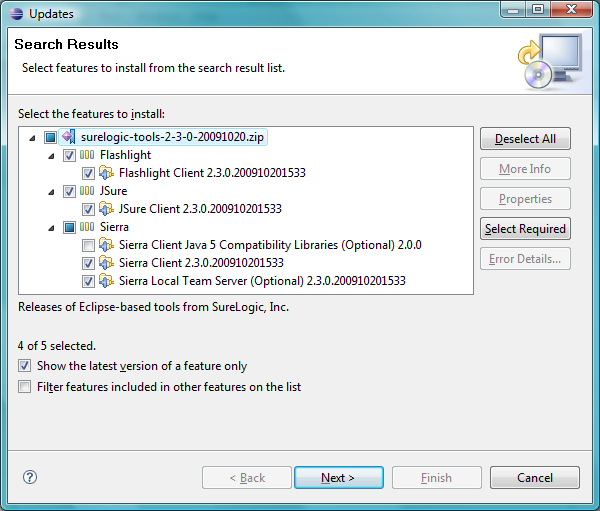 Updates
Search Results
Select features to install from the search result list.
Select the features to install:
surelogic-tools-2-3-0-20091020.zip
Flashlight
Flashlight Client 2.3.0.200910201533
JSure
JSure Client 2.3.0.200910201533
Sierra
Sierra Client Java 5 Compatibility Libraries (Optional) 2.0.0
Sierra Client 2.3.0.200910201533
Sierra Local Team Server (Optional) 2.3.0.200910201533
Deselect All
More Info
Properties
Select Required
Error Details...
Releases of Eclipse-based tools from SureLogic, Inc.
4 of 5 selected.
Show the latest version of a feature only
Filter features included in other features on the list
?
< Back
Next >
Finish
Cancel